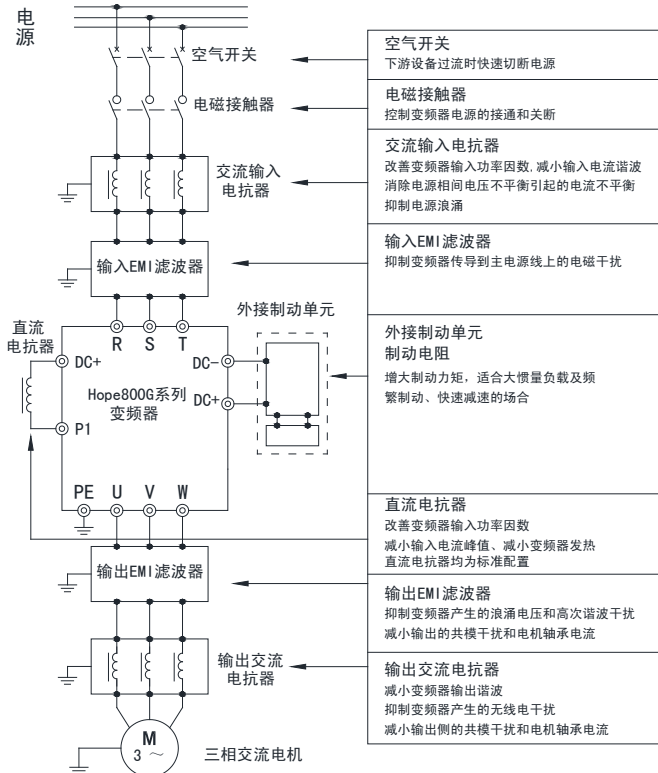 电
源
空气开关
电磁接触器
交流输入
电抗器
输入EMI滤波器
外接制动单元
直流
电抗器
R S T
DC+
DC-
Hope800G系列
变频器
DC+
P1
PE U V W
输出EMI滤波器
输出交流
电抗器
M
3 ~
三相交流电机
空气开关
下游设备过流时快速切断电源
电磁接触器
控制变频器电源的接通和关断
交流输入电抗器
改善变频器输入功率因数,减小输入电流谐波
消除电源相间电压不平衡引起的电流不平衡
抑制电源浪涌
输入EMI滤波器
抑制变频器传导到主电源线上的电磁干扰
外接制动单元
制动电阻
增大制动力矩，适合大惯量负载及频
繁制动、快速减速的场合
直流电抗器
改善变频器输入功率因数
减小输入电流峰值、减小变频器发热
直流电抗器均为标准配置
输出EMI滤波器
抑制变频器产生的浪涌电压和高次谐波干扰
减小输出的共模干扰和电机轴承电流
输出交流电抗器
减小变频器输出谐波
抑制变频器产生的无线电干扰
减小输出侧的共模干扰和电机轴承电流